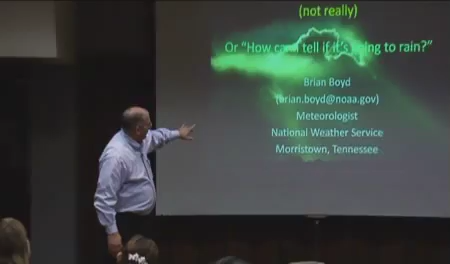 (not really)
Or "How can I tell if it's going to rain?"
Brian Boyd
(brian.boyd@noaa.gov)
Meteorologist
National Weather Service
Morristown, Tennessee